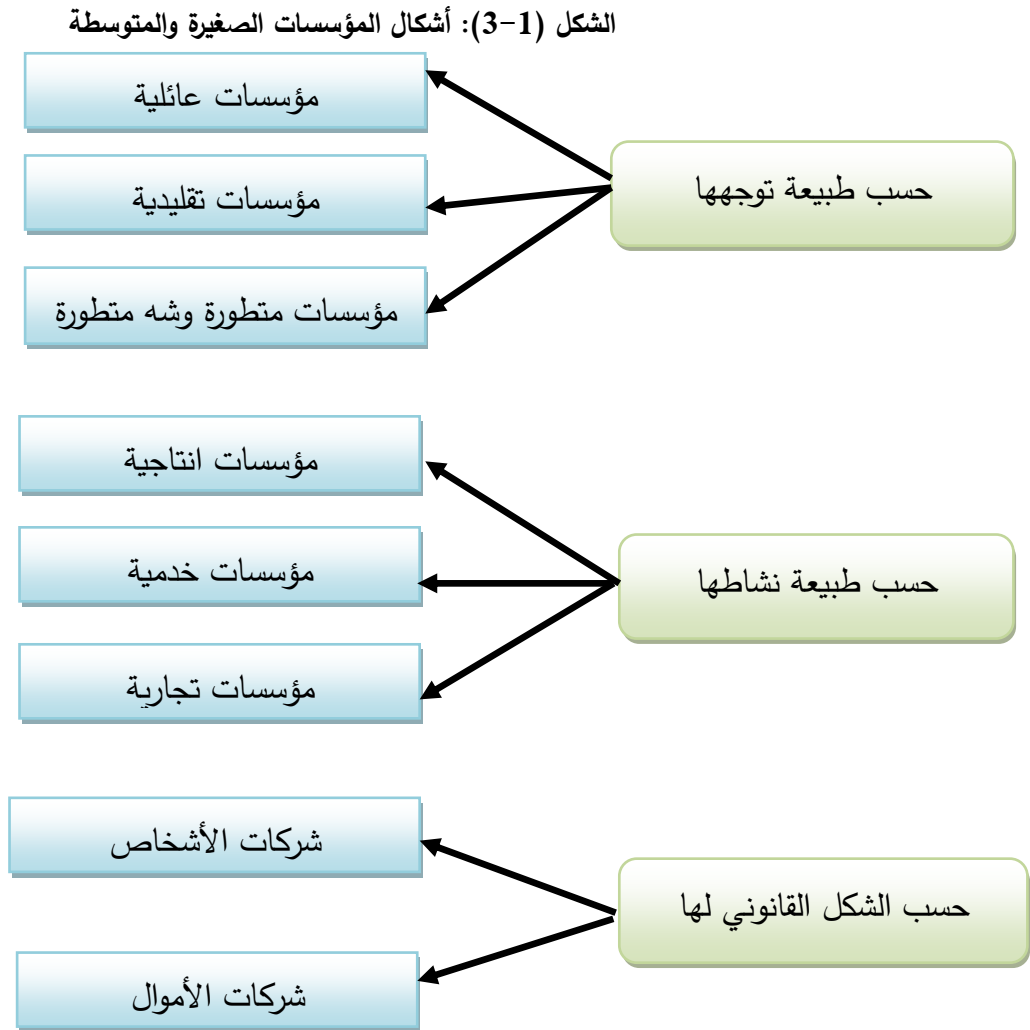 الشكل (1-3): أشكال المؤسسات الصغيرة والمتوسطة
حسب طبيعة توجهها
مؤسسات عائلية
مؤسسات تقليدية
مؤسسات متطورة وشه متطورة
حسب طبيعة نشاطها
مؤسسات انتاجية
مؤسسات خدمية
مؤسسات تجارية
حسب الشكل القانوني لها
شركات الأشخاص
شركات الأموال